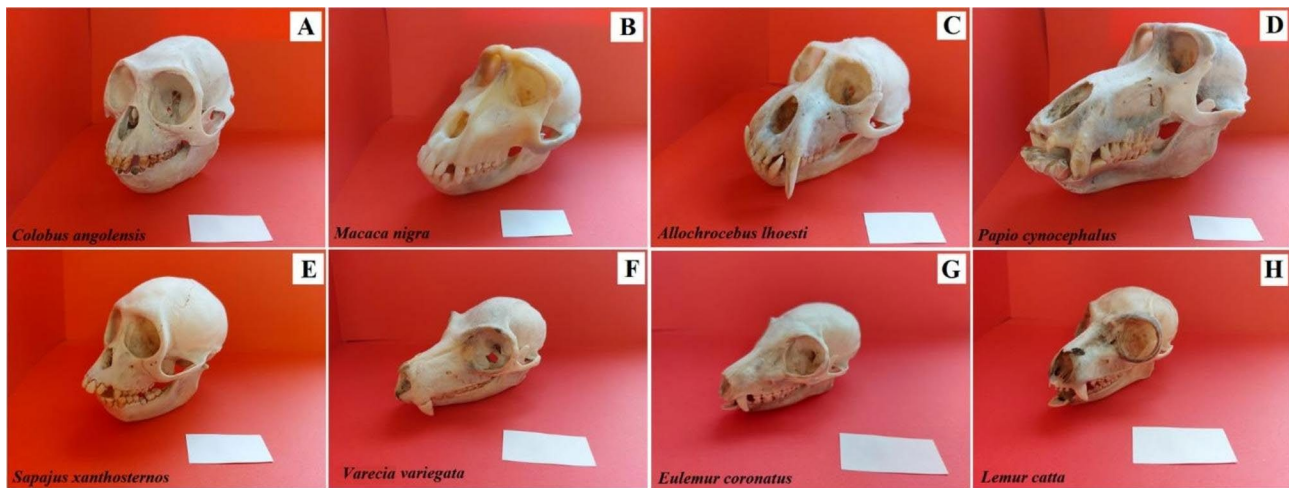 A
B
C
D
Colobus angolensis
Macaca nigra
Allochrocebus lhoesti
Papio cynocephalus
E
F
G
H
Sapajus xanthosternos
Varecia variegata
Eulemur coronatus
Lemur catta